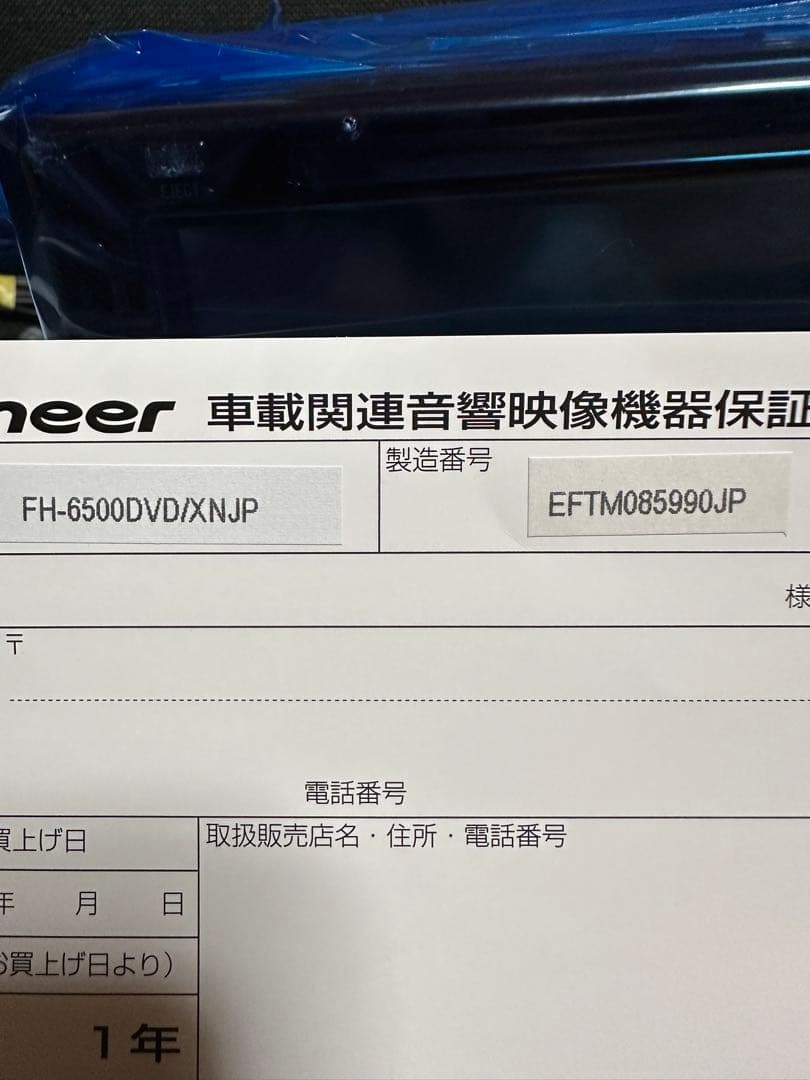 neer 車載関連音響映像機器保証
製造番号
FH-6500DVD/XNJP
EFTM085990JP
様
〒
電話番号
買上げ日
取扱販売店名・住所・電話番号
年 月 日
お買上げ日より）
1年